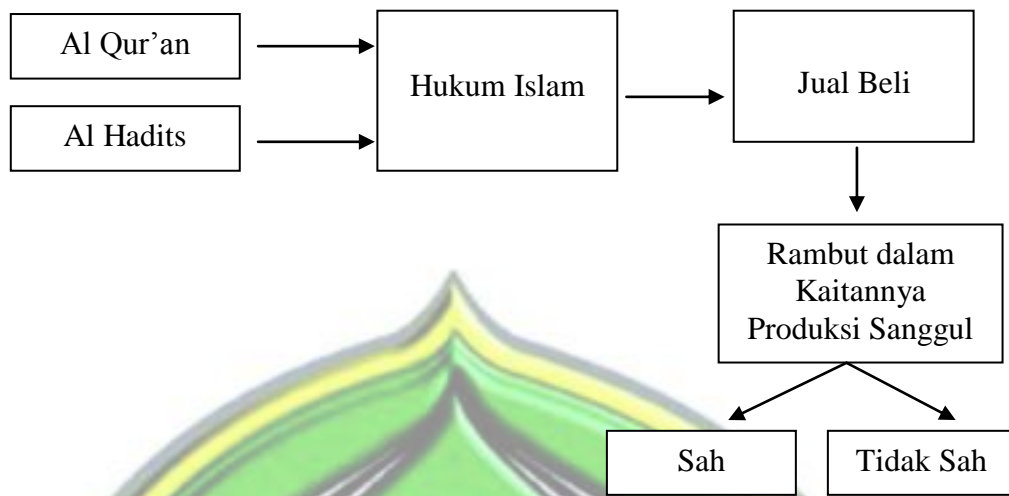 Al Qur’an
Al Hadits
Hukum Islam
Jual Beli
Rambut dalam
Kaitannya
Produksi Sanggul
Sah
Tidak Sah